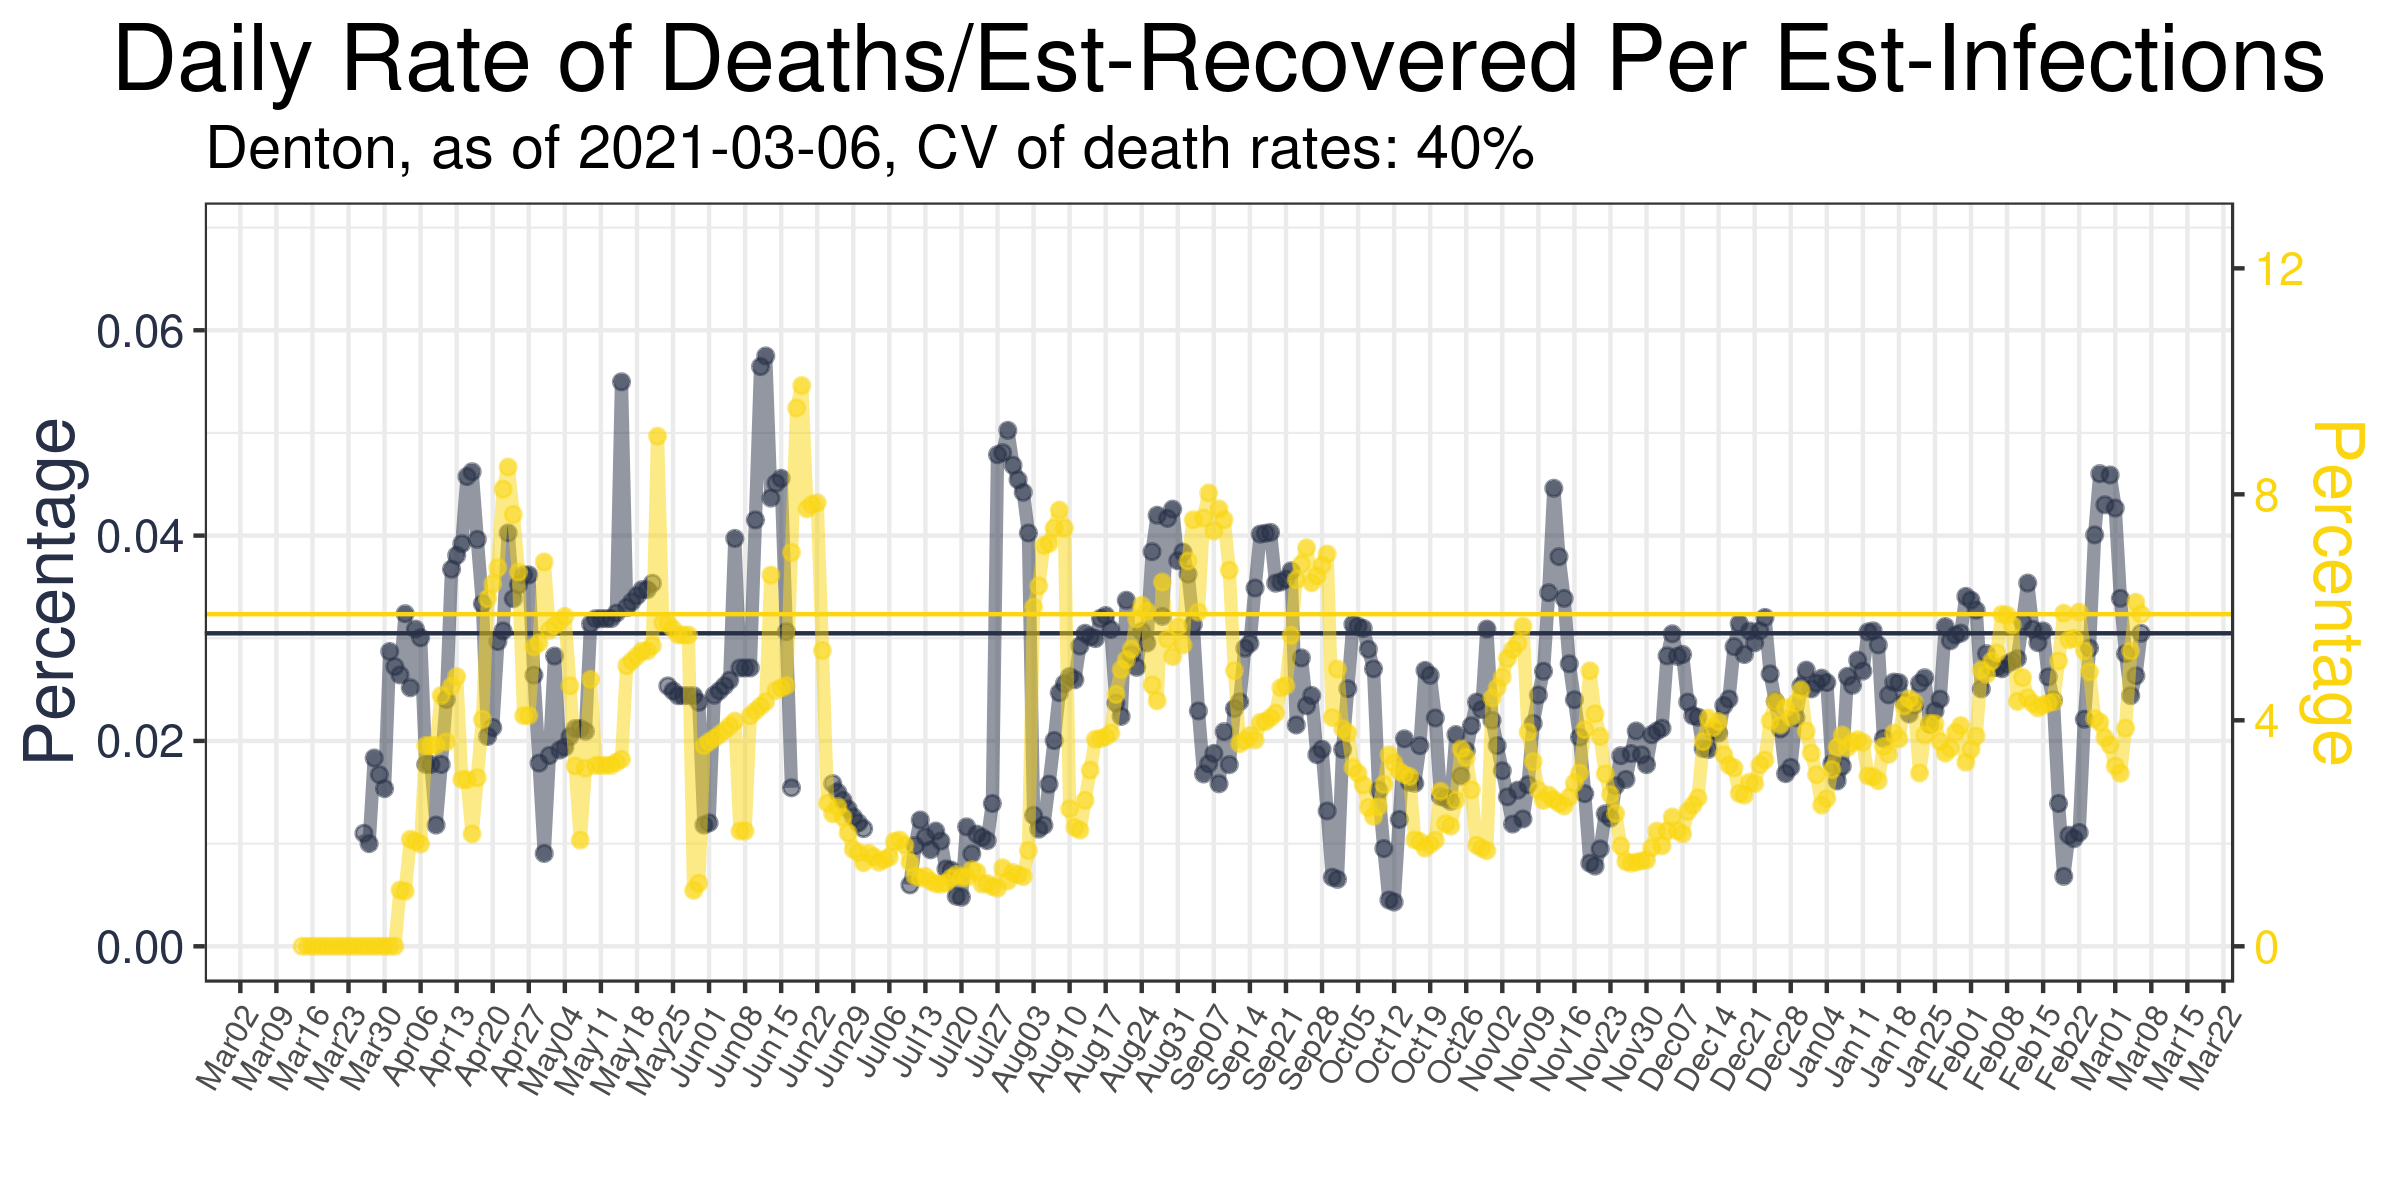 Daily Rate of Deaths/Est-Recovered Per Est-Infections
Denton, as of 2021-03-06, CV of death rates: 40%
Percentage
0.06
0.04
0.02
0.00
12
8
4
0
Percentage
Mar02 Mar09 Mar16 Mar23 Mar30 Apr06 Apr13 Apr20 Apr27 May04 May11 May18 May25 Jun01 Jun08 Jun15 Jun22 Jun29 Jul06 Jul13 Jul20 Jul27 Aug03 Aug10 Aug17 Aug24 Aug31 Sep07 Sep14 Sep21 Sep28 Oct05 Oct12 Oct19 Oct26 Nov02 Nov09 Nov16 Nov23 Nov30 Dec07 Dec14 Dec21 Dec28 Jan04 Jan11 Jan18 Jan25 Feb01 Feb08 Feb15 Feb22 Mar01 Mar08 Mar15 Mar22